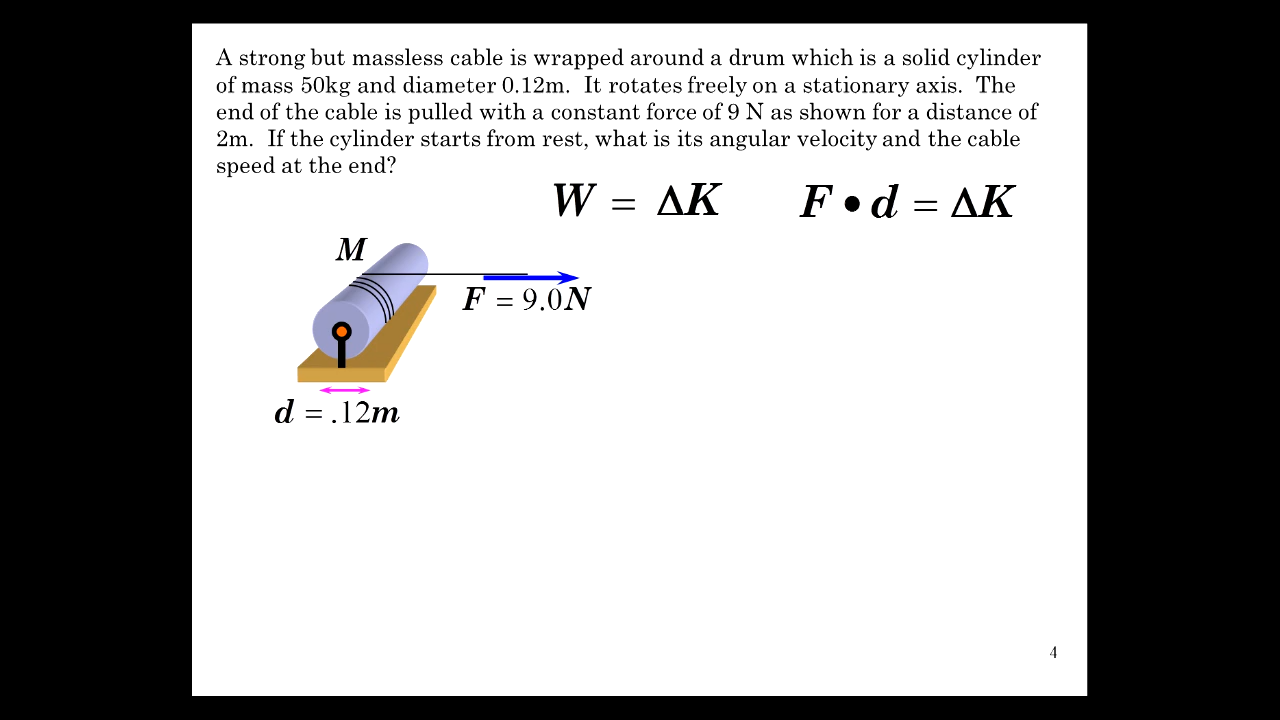 A strong but massless cable is wrapped around a drum which is a solid cylinder
of mass 50kg and diameter 0.12m. It rotates freely on a stationary axis. The
end of the cable is pulled with a constant force of 9 N as shown for a distance of
2m. If the cylinder starts from rest, what is its angular velocity and the cable
speed at the end?
W = ΔK F • d = ΔK
M
F = 9.0N
d = .12m
4